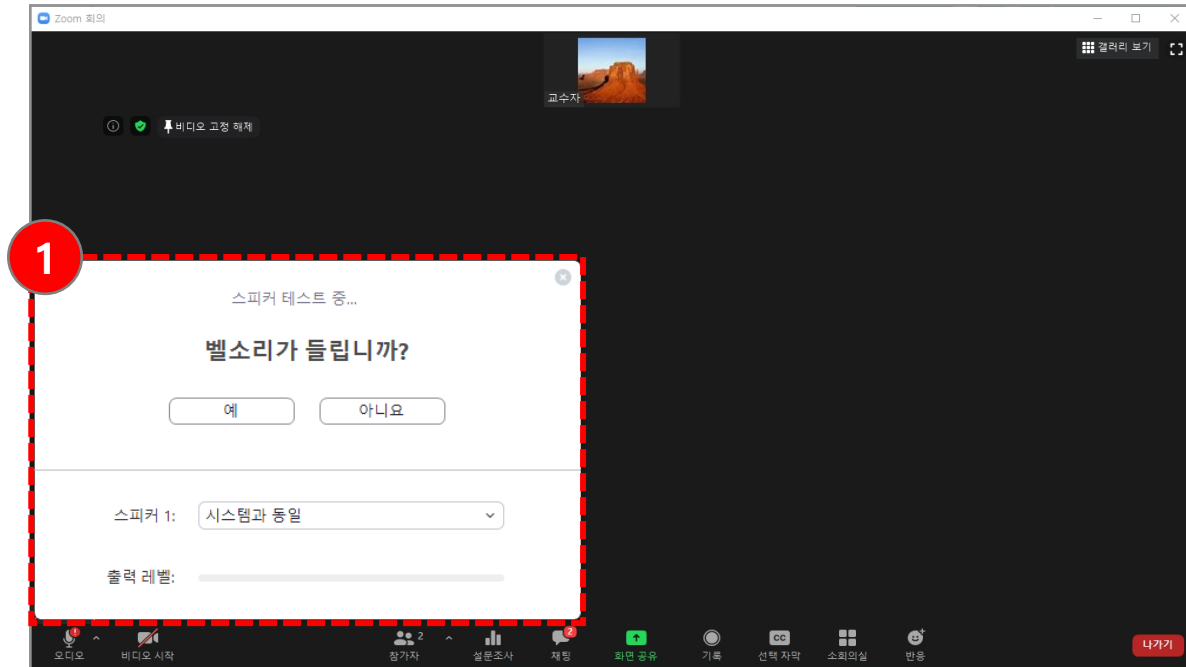 Zoom 회의
갤러리 보기
교수자
비디오 고정 해제
1
스피커 테스트 중...
벨소리가 들립니까?
예 아니요
스피커 1: 시스템과 동일
출력 레벨:
! 2 2 CC
오디오 비디오 시작 참가자 설문조사 채팅 화면 공유 기록 선택 자막 소회의실 반응 나가기